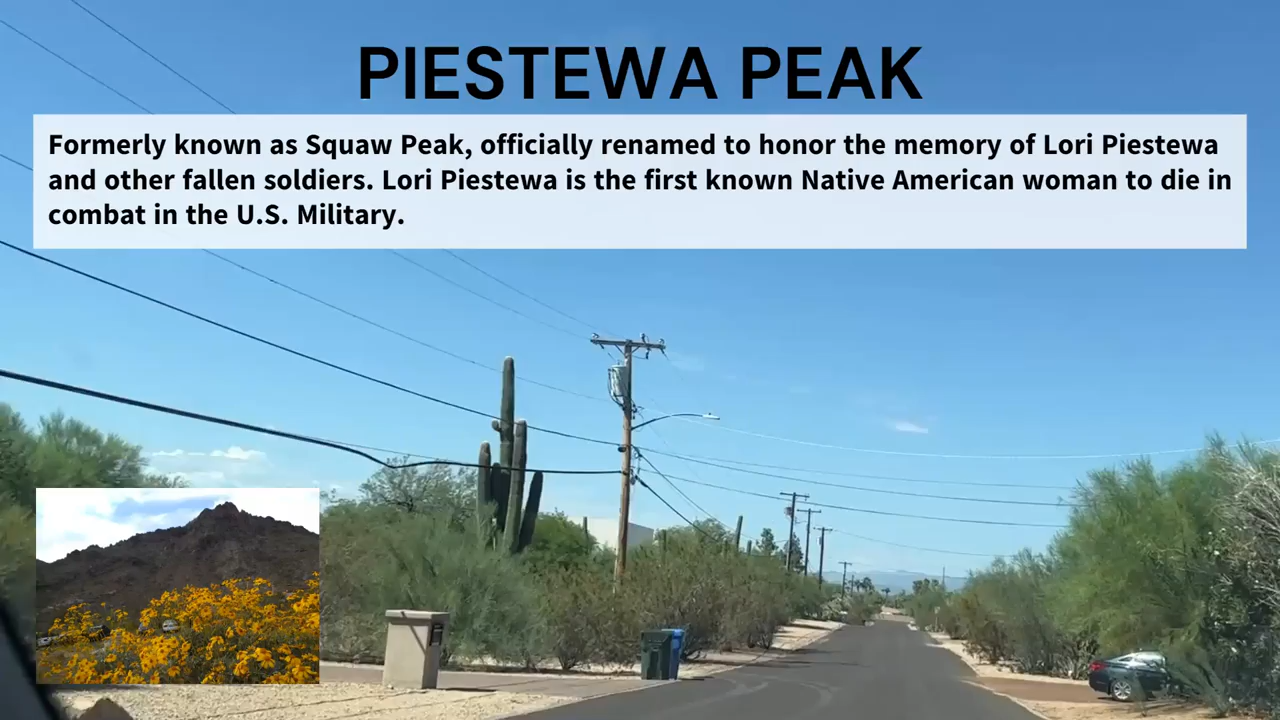 PIESTEWA PEAK
Formerly known as Squaw Peak, officially renamed to honor the memory of Lori Piestewa
and other fallen soldiers. Lori Piestewa is the first known Native American woman to die in
combat in the U.S. Military.